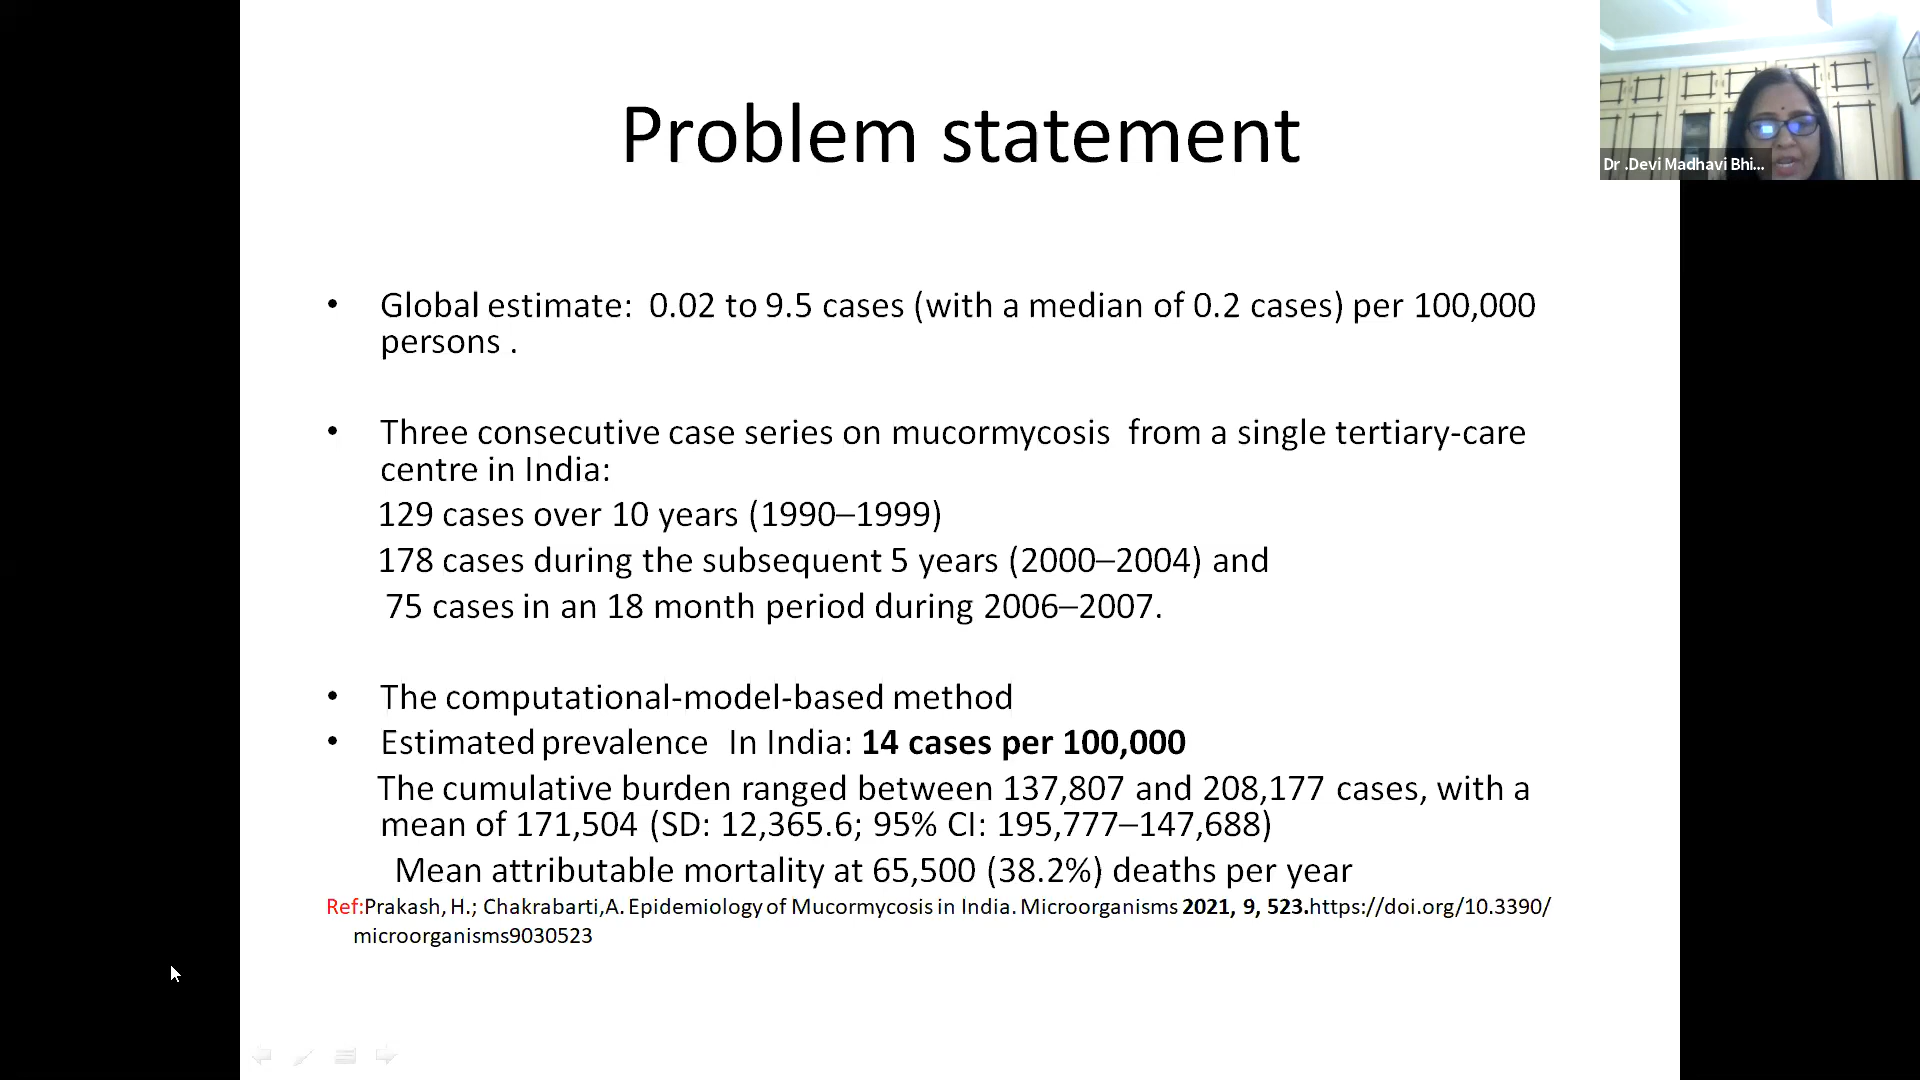 Problem statement
Dr .Devi Madhavi Bhi...
• Global estimate: 0.02 to 9.5 cases (with a median of 0.2 cases) per 100,000
persons .
• Three consecutive case series on mucormycosis from a single tertiary-care
centre in India:
129 cases over 10 years (1990–1999)
178 cases during the subsequent 5 years (2000–2004) and
75 cases in an 18 month period during 2006–2007.
• The computational-model-based method
• Estimated prevalence In India: 14 cases per 100,000
The cumulative burden ranged between 137,807 and 208,177 cases, with a
mean of 171,504 (SD: 12,365.6; 95% CI: 195,777–147,688)
Mean attributable mortality at 65,500 (38.2%) deaths per year
Ref:Prakash, H.; Chakrabarti,A. Epidemiology of Mucormycosis in India. Microorganisms 2021, 9, 523.https://doi.org/10.3390/
microorganisms9030523